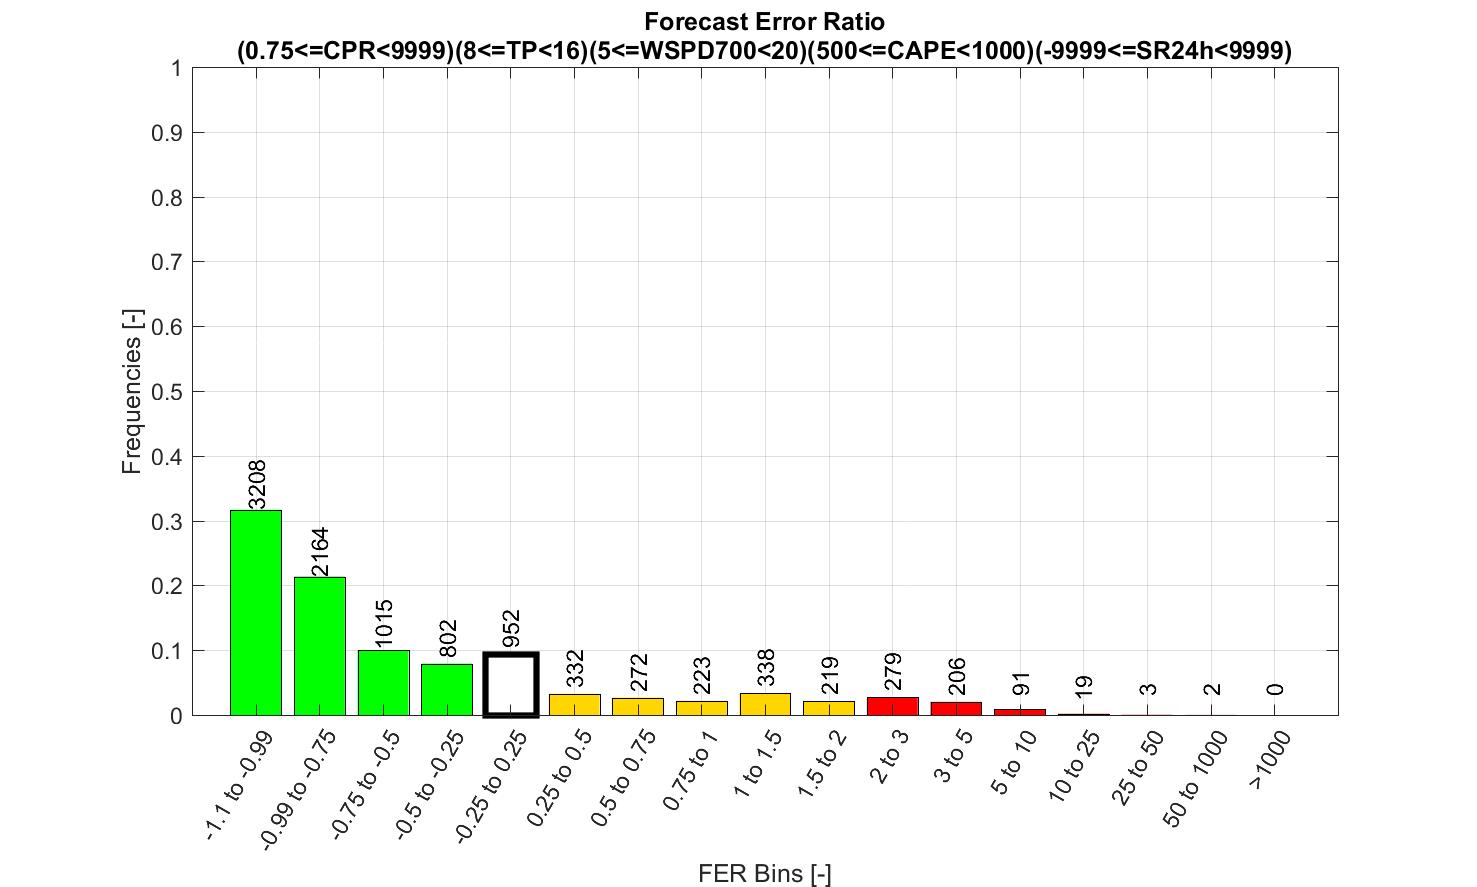 Forecast Error Ratio
(0.75<=CPR<9999)(8<=TP<16)(5<=WSPD700<20)(500<=CAPE<1000)(-9999<=SR24h<9999)
1
0.9
0.8
0.7
0.6
0.5
0.4
0.3
0.2
0.1
0
Frequencies [-]
3208
2164
1015
802
952
332
272
223
338
219
279
206
91
19
3
2
0
-1.1 to -0.99
-0.99 to -0.75
-0.75 to -0.5
-0.5 to -0.25
-0.25 to 0.25
0.25 to 0.5
0.5 to 0.75
0.75 to 1
1 to 1.5
1.5 to 2
2 to 3
3 to 5
5 to 10
10 to 25
25 to 50
50 to 1000
>1000
FER Bins [-]